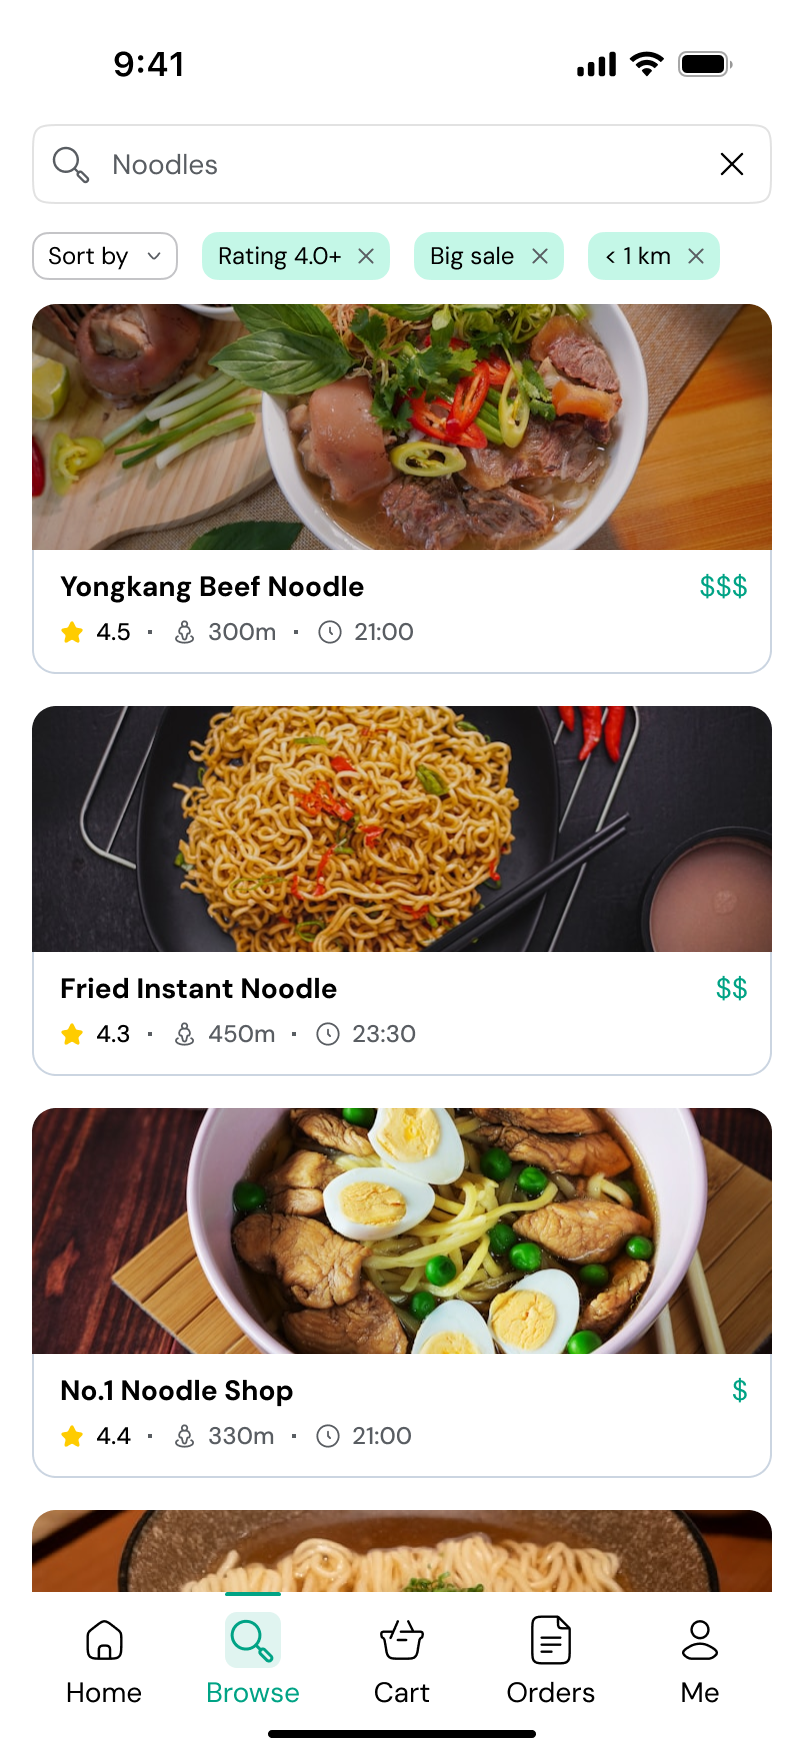 9:41
Noodles
Sort by
Rating 4.0+
Big sale
< 1 km
Yongkang Beef Noodle
$$$
4.5 · 300m · 21:00
Fried Instant Noodle
$$
4.3 · 450m · 23:30
No.1 Noodle Shop
$
4.4 · 330m · 21:00
Home
Browse
Cart
Orders
Me